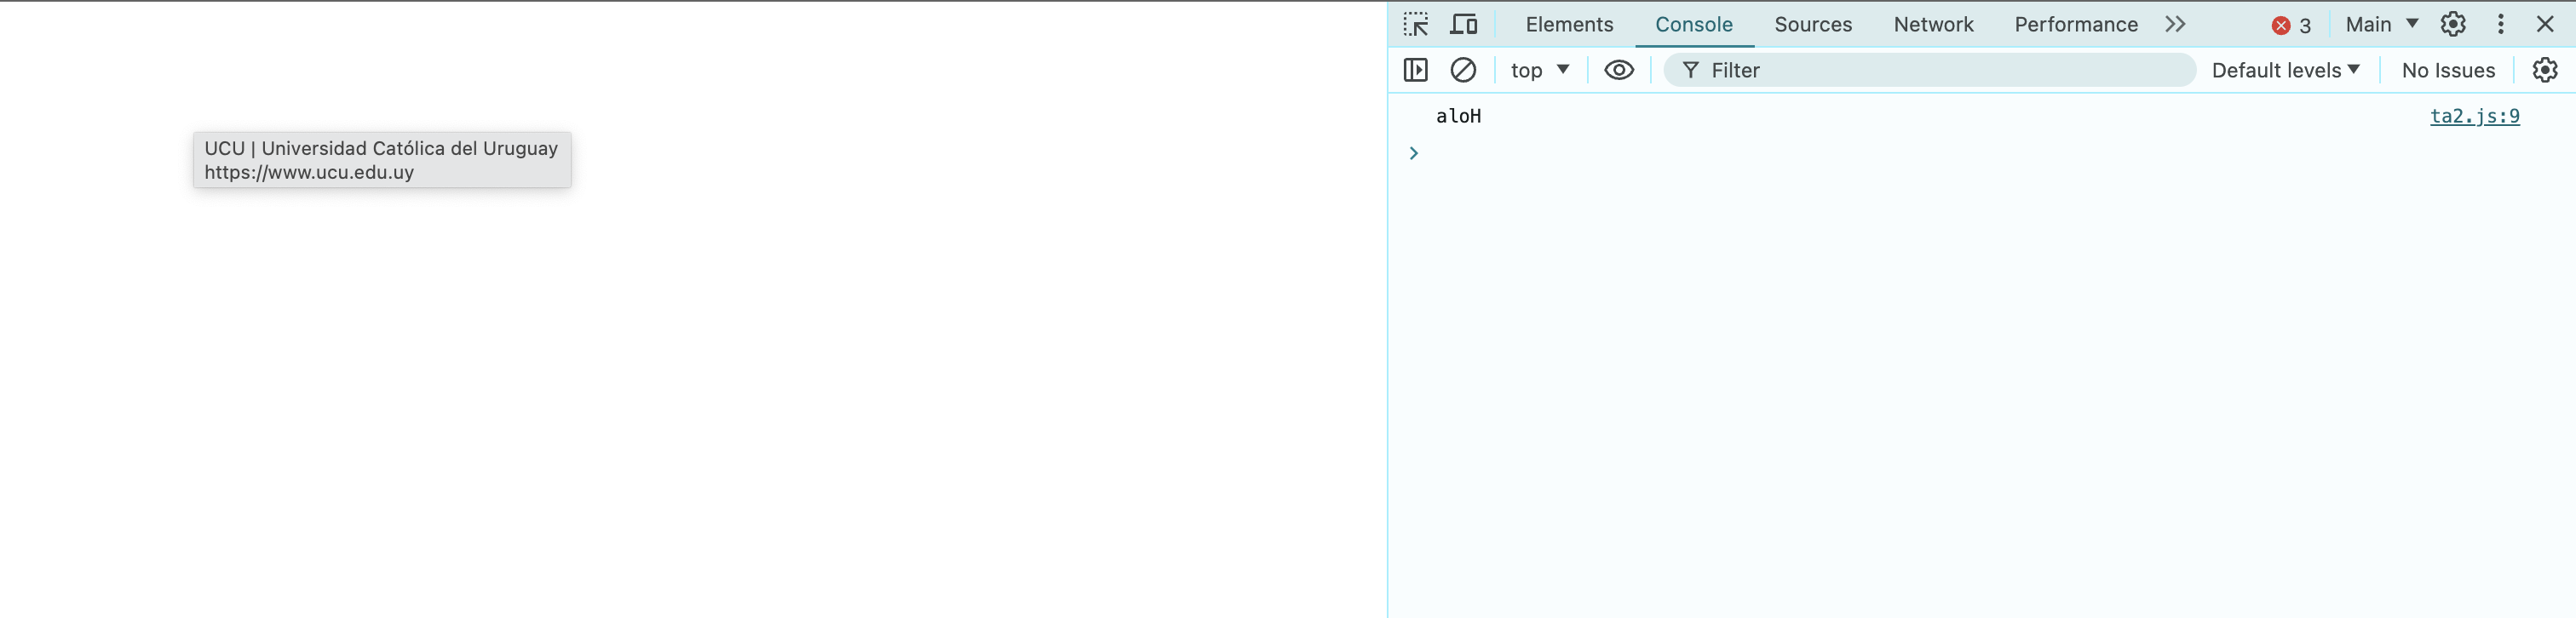 UCU | Universidad Católica del Uruguay
https://www.ucu.edu.uy
Elements Console Sources Network Performance 3 Main
top Filter Default levels No Issues
aloH ta2.js:9